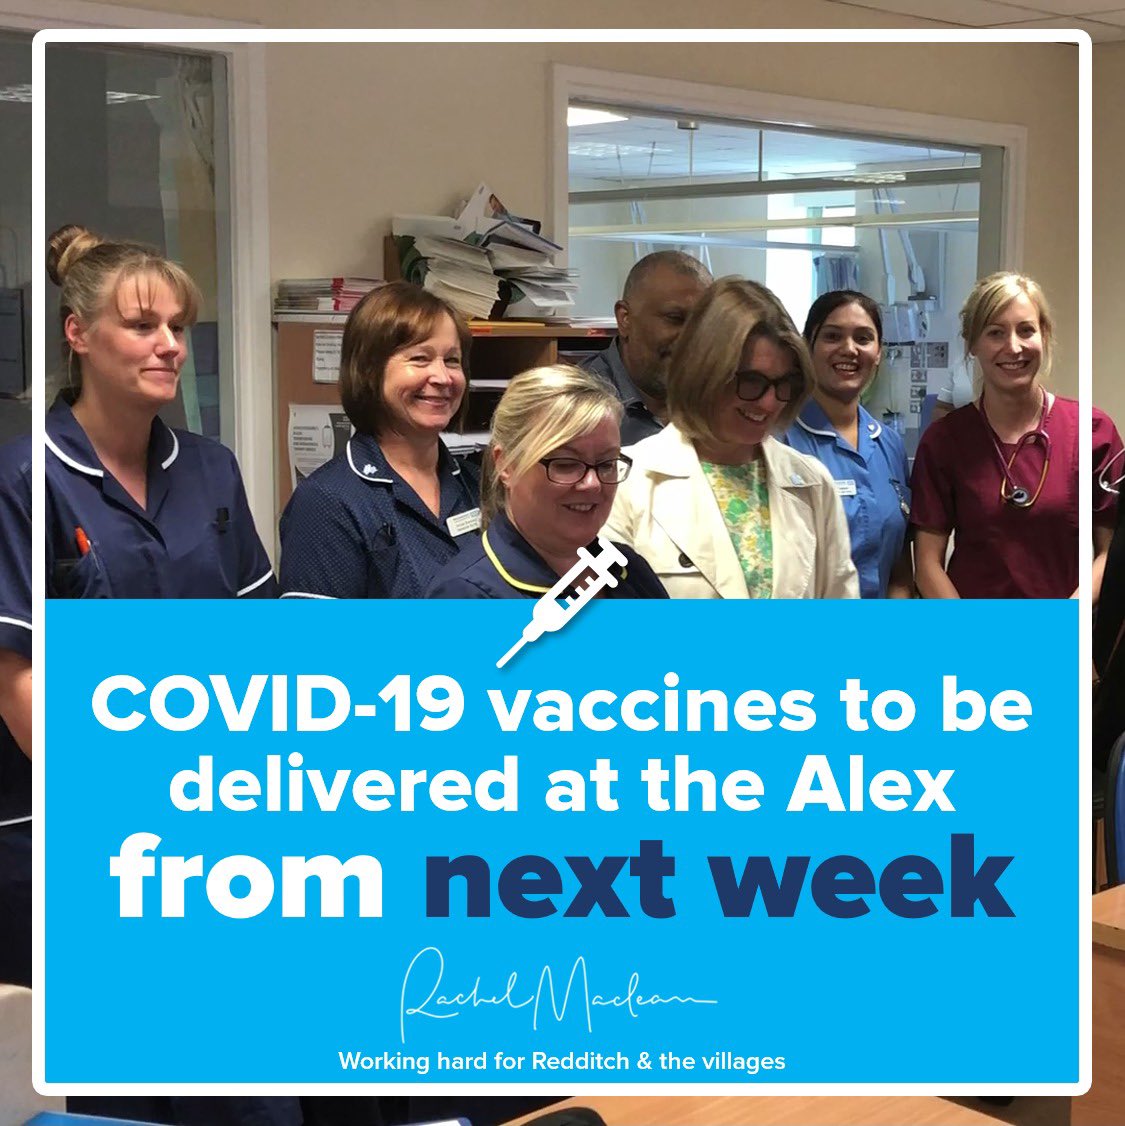 COVID-19 vaccines to be
delivered at the Alex
from next week
Rachel Maclean
Working hard for Redditch & the villages